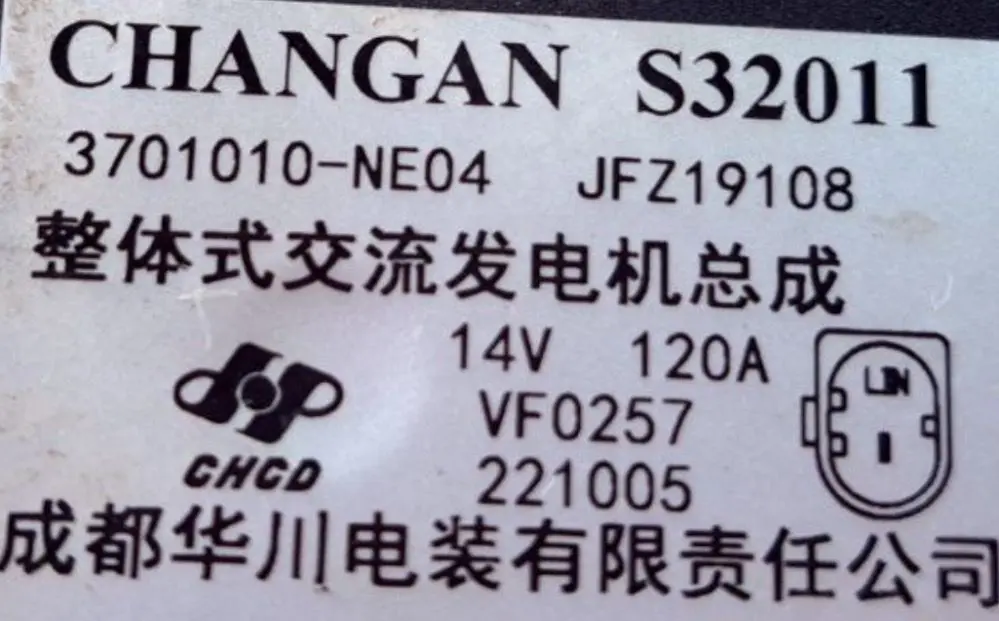 CHANGAN S32011
3701010-NE04 JFZ19108
整体式交流发电机总成
14V 120A
VF0257
221005
LIN
CHCD
成都华川电装有限责任公司